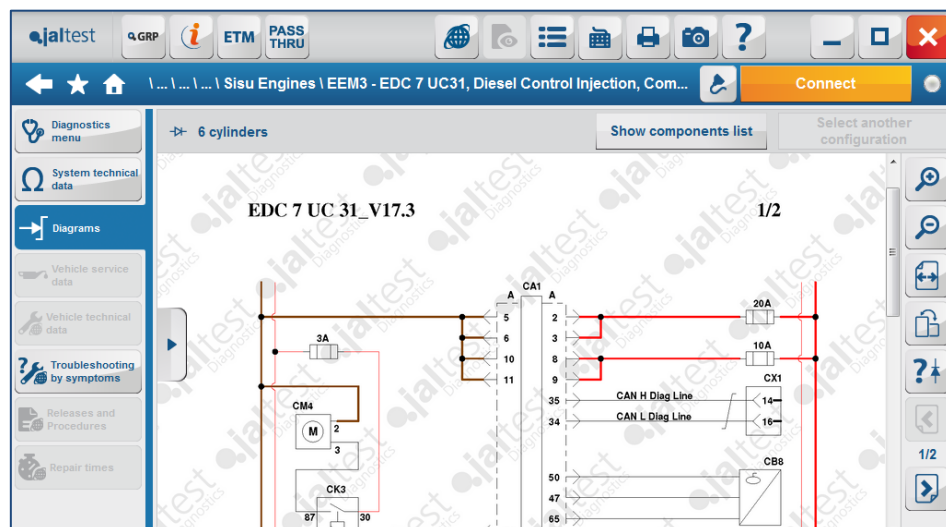 jaltest
GRP
i
ETM
PASS
THRU
?
\ ... \ ... \ ... \ Sisu Engines \ EEM3 - EDC 7 UC31, Diesel Control Injection, Com...
Connect
Diagnostics
menu
System technical
data
Diagrams
Vehicle service
data
Vehicle technical
data
Troubleshooting
by symptoms
Releases and
Procedures
Repair times
6 cylinders
Show components list
Select another
configuration
EDC 7 UC 31_V17.3
1/2
CA1
A
A
5
6
10
11
2
3
8
9
35
34
50
47
65
20A
10A
3A
CM4
M
2
3
CK3
87
30
CAN H Diag Line
CAN L Diag Line
CX1
14
16
CB8
1/2
jaltest
Diagnostics